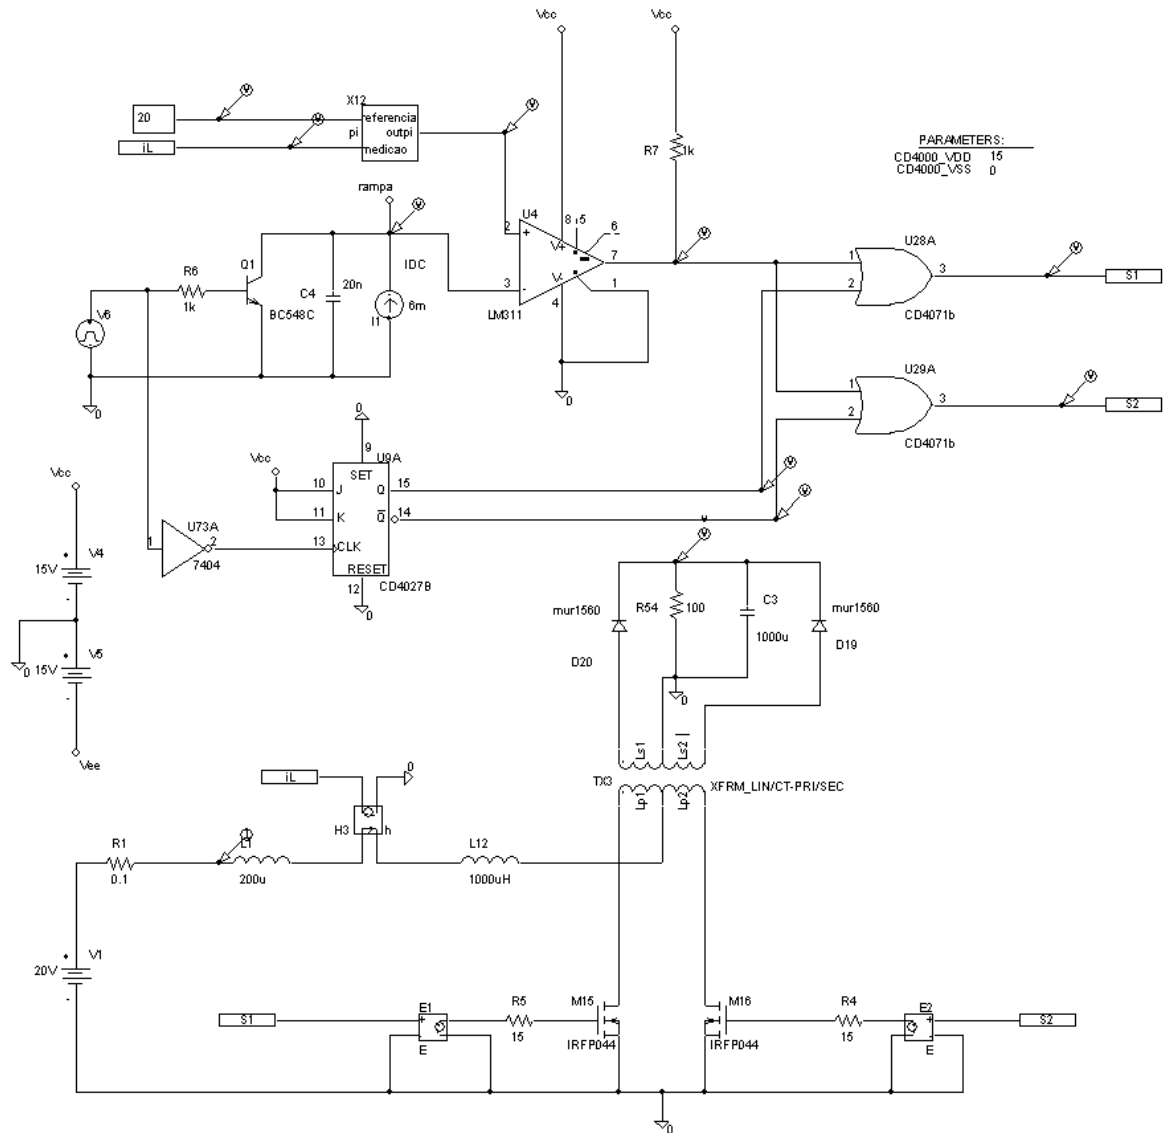 Vcc
Vcc
20
X12
referencia
pi
outpi
iL
medicao
R7
1k
PARAMETERS:
CD4000_VDD 15
CD4000_VSS 0
rampa
U4
8
5
6
2
+
V+
7
3
-
V-
1
4
LM311
IDC
R6
1k
Q1
BC548C
C4
20n
I1
6m
V6
0
0
U28A
1
2
3
CD4071b
S1
U29A
1
2
3
CD4071b
S2
0
9
U9A
SET
Vcc
10
J
Q
15
11
K
Q
14
13
CLK
RESET
12
CD4027B
0
U73A
1
2
7404
Vcc
V4
15V
0
V5
15V
Vee
v
mur1560
D20
R54
100
C3
1000u
mur1560
D19
0
Ls1
Ls2
TX3
XFRM_LIN/CT-PRI/SEC
Lp1
Lp2
iL
0
H3
h
R1
0.1
L1
200u
L12
1000uH
V1
20V
S1
E1
E
R5
15
M15
IRFP044
M16
IRFP044
R4
15
E2
E
S2
0